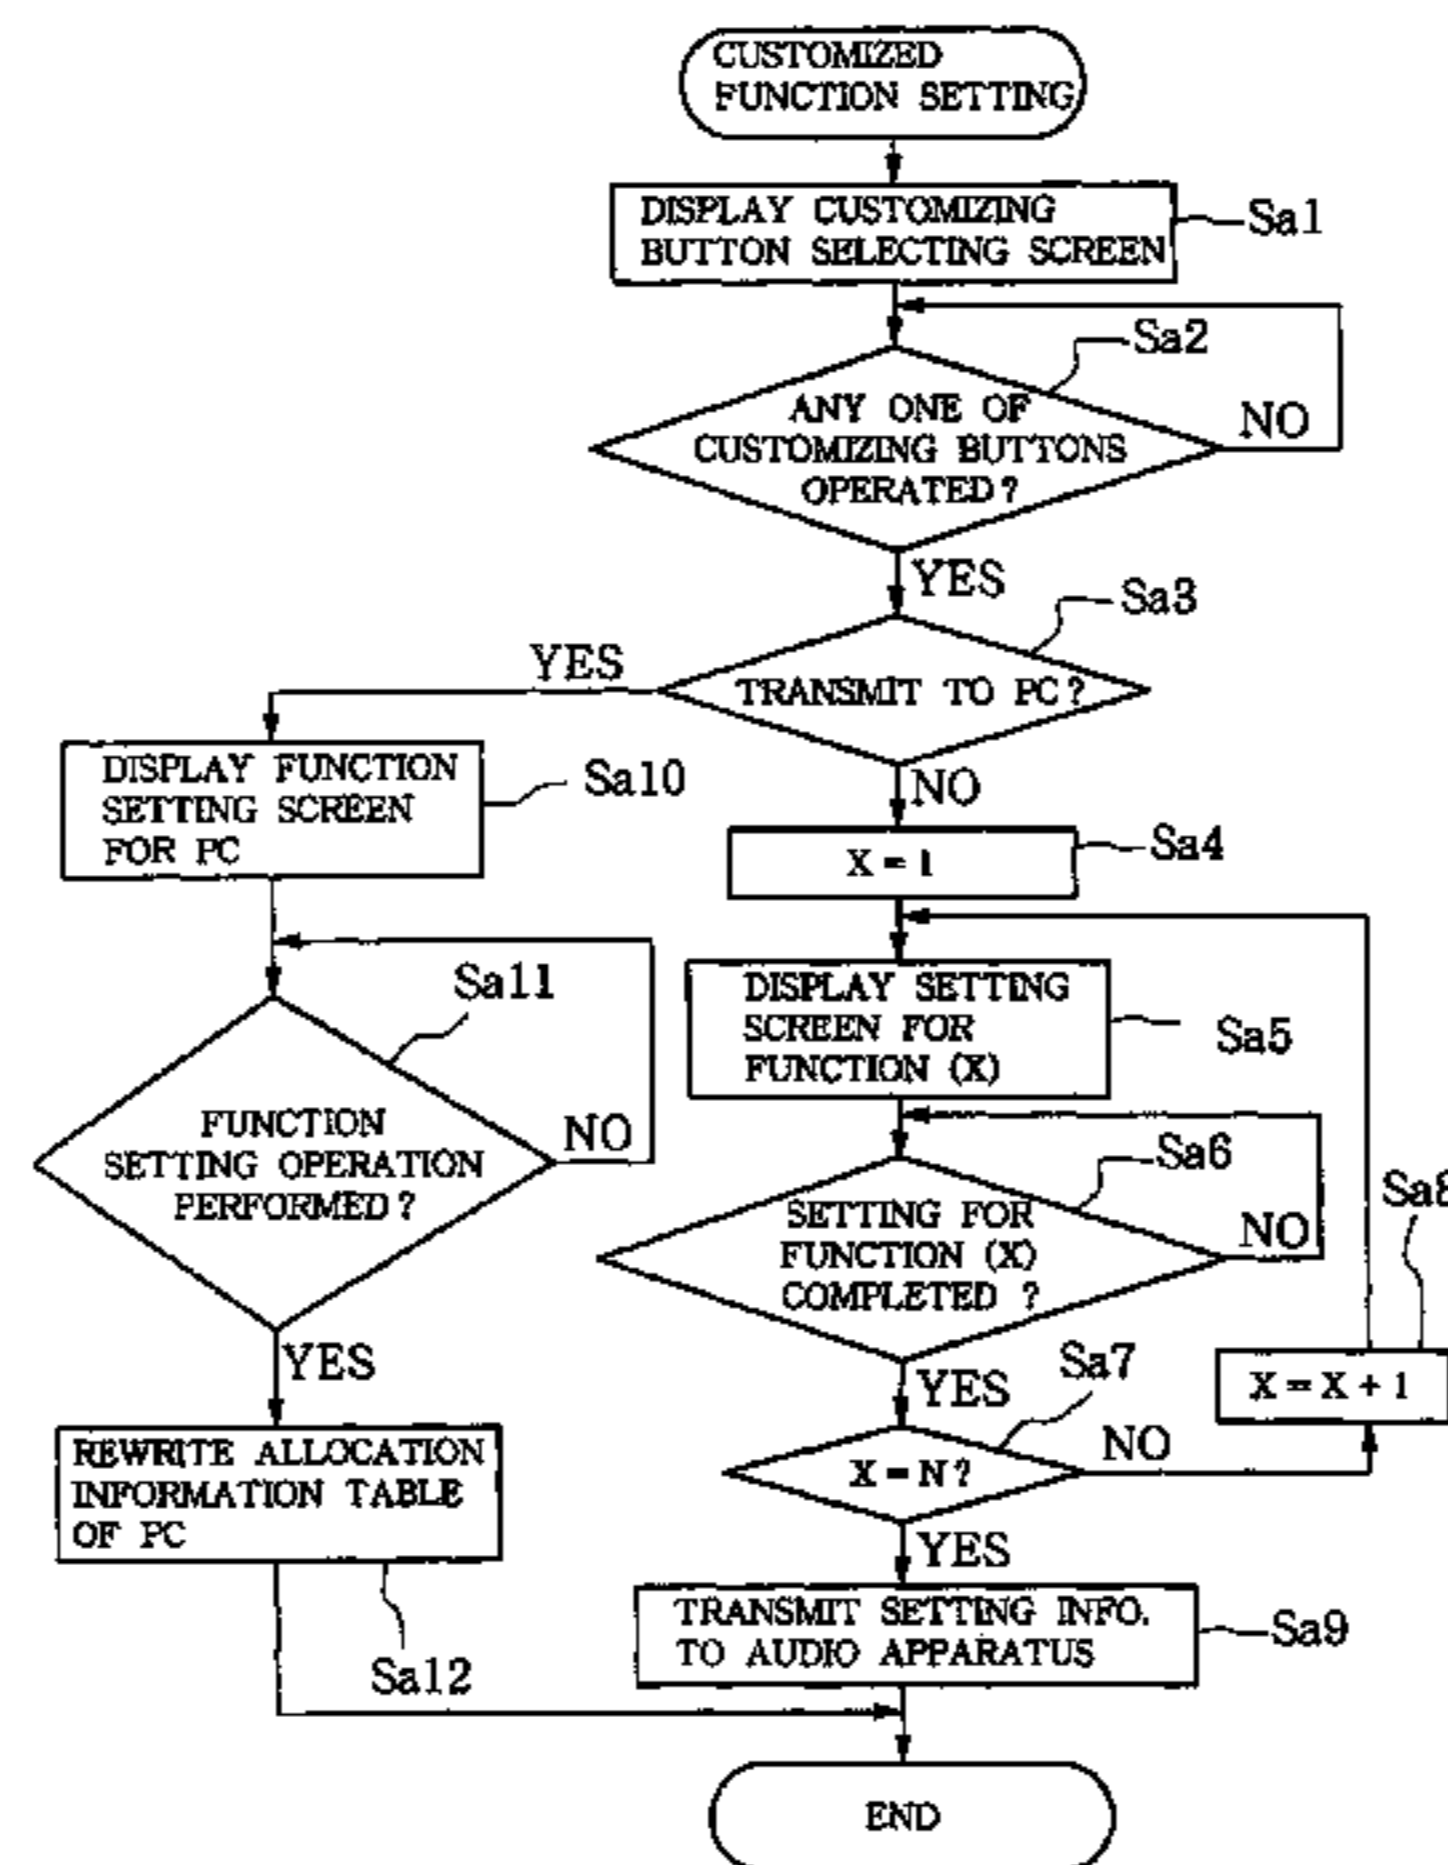 CUSTOMIZED
FUNCTION SETTING
DISPLAY CUSTOMIZING
BUTTON SELECTING SCREEN
Sa1
Sa2
ANY ONE OF
CUSTOMIZING BUTTONS
OPERATED?
NO
YES
Sa3
TRANSMIT TO PC?
YES
NO
DISPLAY FUNCTION
SETTING SCREEN
FOR PC
Sa10
X = 1
Sa4
DISPLAY SETTING
SCREEN FOR
FUNCTION (X)
Sa5
Sa11
FUNCTION
SETTING OPERATION
PERFORMED?
NO
YES
Sa6
SETTING FOR
FUNCTION (X)
COMPLETED ?
NO
YES
Sa8
X = X + 1
Sa7
X = N?
NO
YES
REWRITE ALLOCATION
INFORMATION TABLE
OF PC
Sa12
TRANSMIT SETTING INFO.
TO AUDIO APPARATUS
Sa9
END